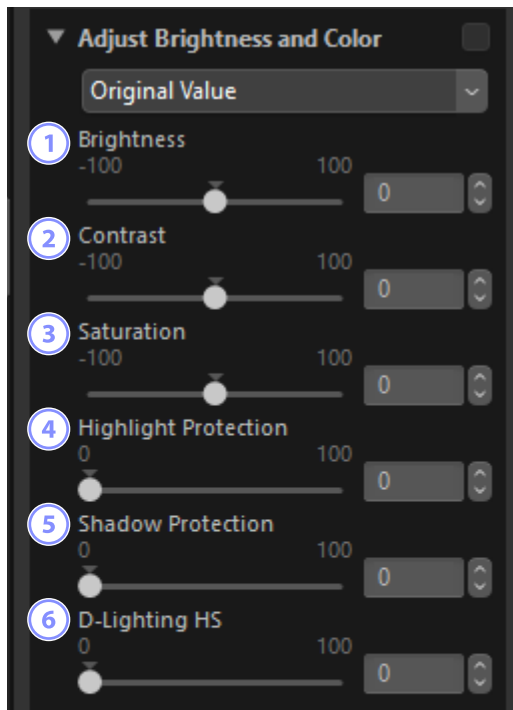 Adjust Brightness and Color
Original Value
1 Brightness
-100 100
0
2 Contrast
-100 100
0
3 Saturation
-100 100
0
4 Highlight Protection
0 100
0
5 Shadow Protection
0 100
0
6 D-Lighting HS
0 100
0